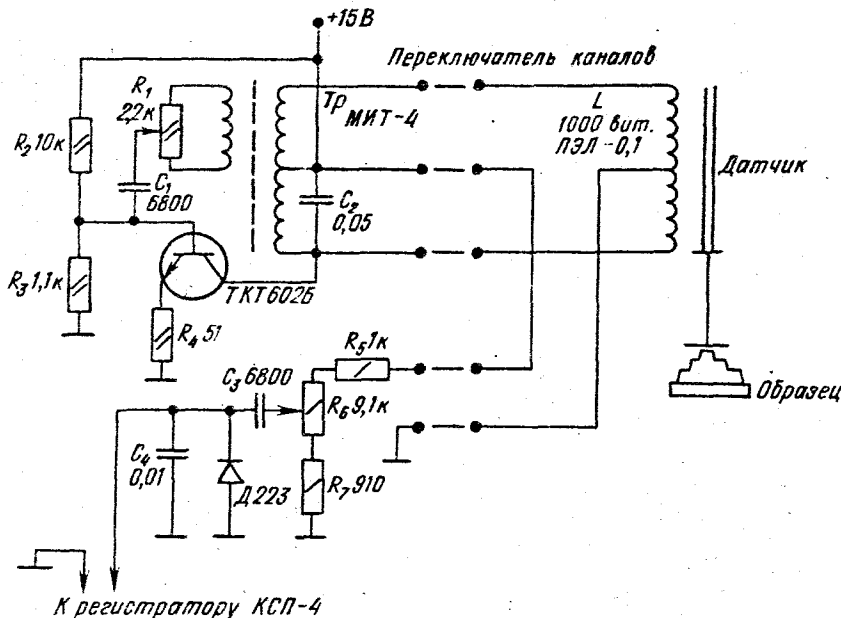 +15В
Переключатель каналов
R1
2,2к
Тр
МИТ-4
L
1000 вит.
ПЭЛ-0,1
R2 10к
Датчик
C1
6800
C2
0,05
R3 1,1к
ТКТ602Б
R4 51
R5 1к
C3 6800
R6 9,1к
Образец
C4
0,01
Д223
R7 910
К регистратору КСП-4